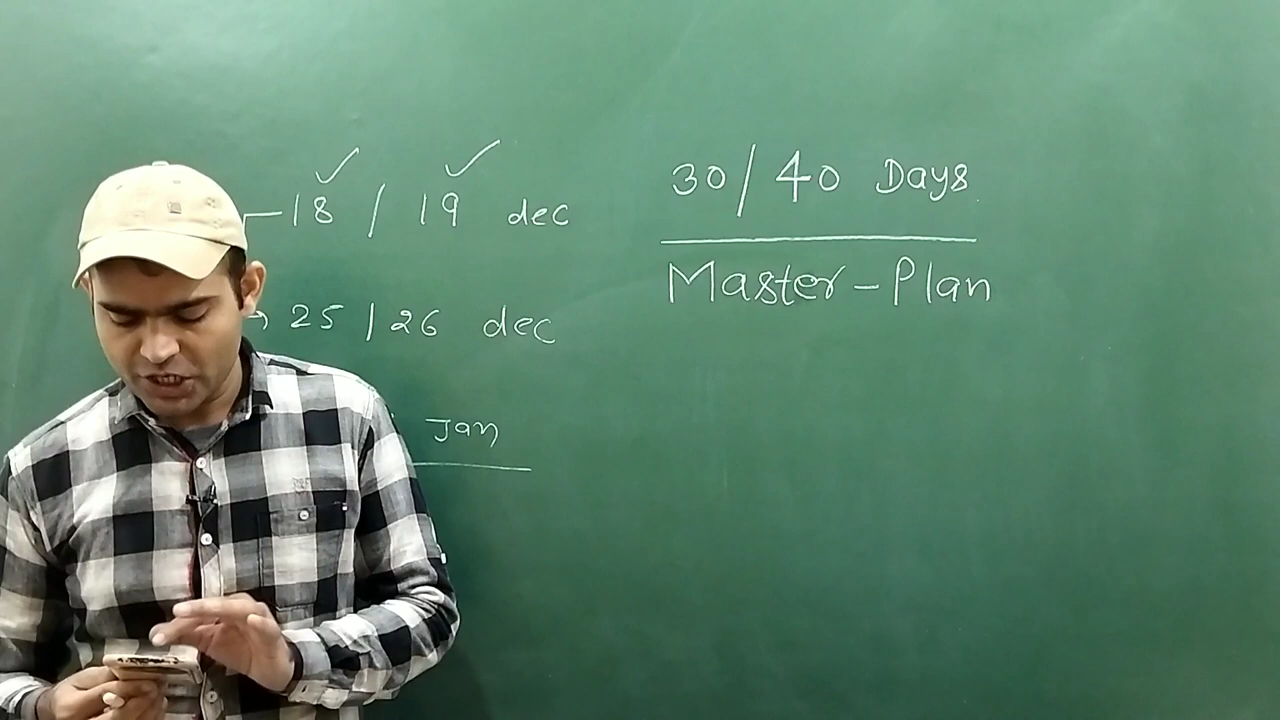 18 / 19 dec
25 | 26 dec
Jan
30 / 40 Days
Master-Plan